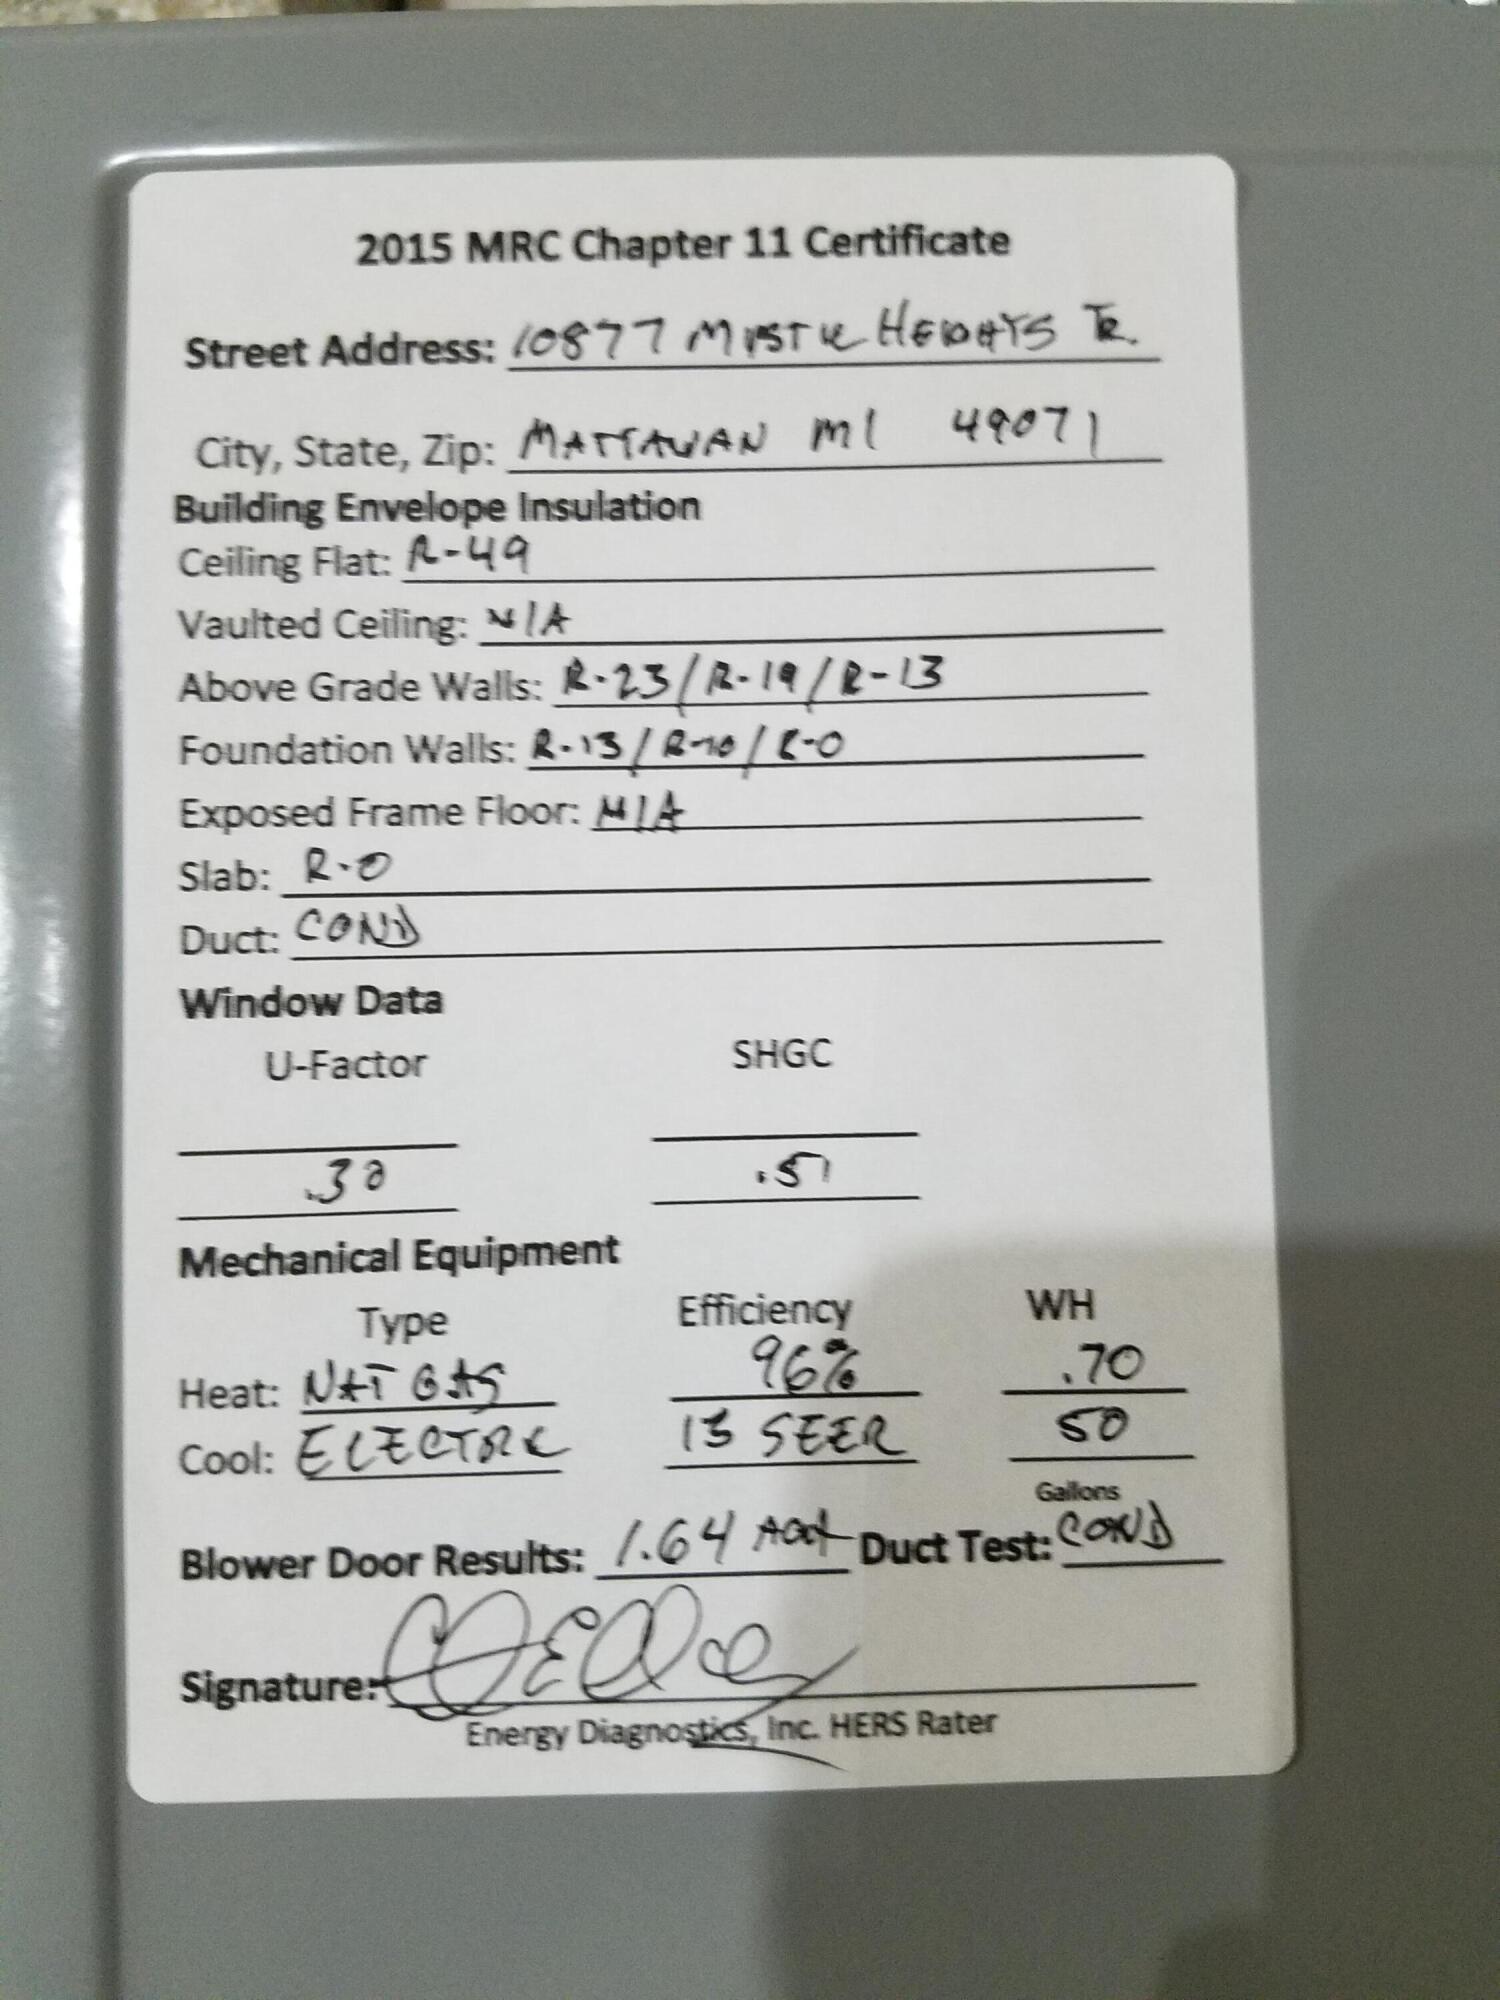 2015 MRC Chapter 11 Certificate
Street Address: 10877 MYSTIC HEIGHTS TR.
City, State, Zip: MATTAWAN MI 49071
Building Envelope Insulation
Ceiling Flat: R-49
Vaulted Ceiling: N/A
Above Grade Walls: R-23/R-19/R-13
Foundation Walls: R-13/R-10/R-0
Exposed Frame Floor: N/A
Slab: R-0
Duct: COND
Window Data
U-Factor SHGC
.30 .51
Mechanical Equipment
Type Efficiency WH
Heat: NAT GAS 96% .70
Cool: ELECTRIC 13 SEER 50
Gallons
Blower Door Results: 1.64 ACH Duct Test: COND
Signature:
Energy Diagnostics, Inc. HERS Rater